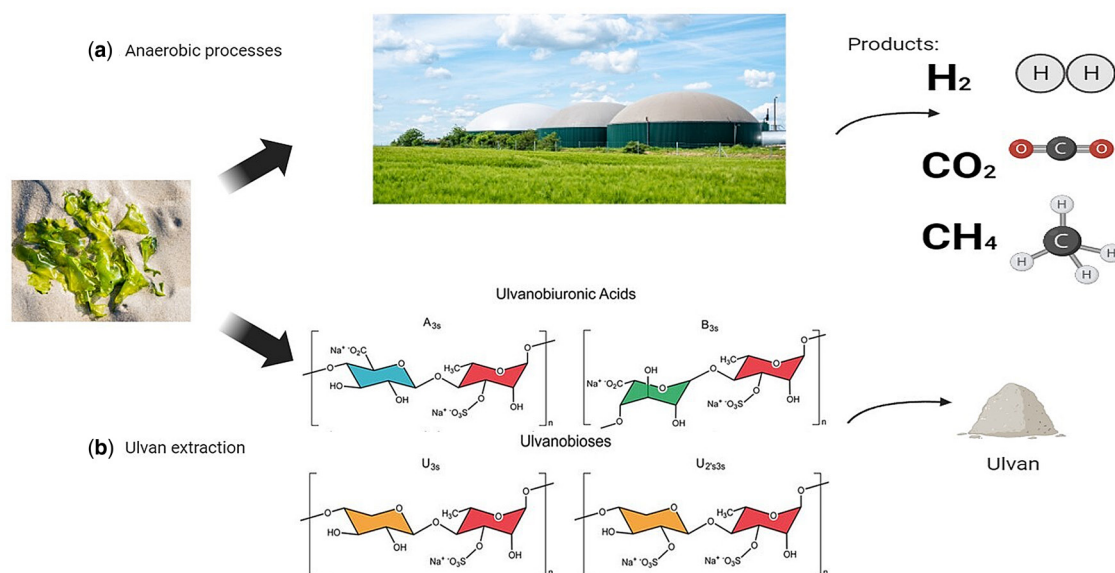 (a) Anaerobic processes
Products:
H2
H H
CO2
O C O
CH4
H
C
H H
H
Ulvanobiuronic Acids
A3s
B3s
Na⁺ ⁻O2C
O
O
HO
OH
O
H3C
O
O
Na⁺ ⁻O3S
OH
O
n
Na⁺ ⁻O2C
OH
O
O
OH
O
H3C
O
O
Na⁺ ⁻O3S
OH
O
n
(b) Ulvan extraction
Ulvan
Ulvanobioses
U3s
U2's3s
O
O
HO
OH
O
H3C
O
O
Na⁺ ⁻O3S
OH
O
n
O
O
HO
O
Na⁺ ⁻O3S
O
H3C
O
O
Na⁺ ⁻O3S
OH
O
n